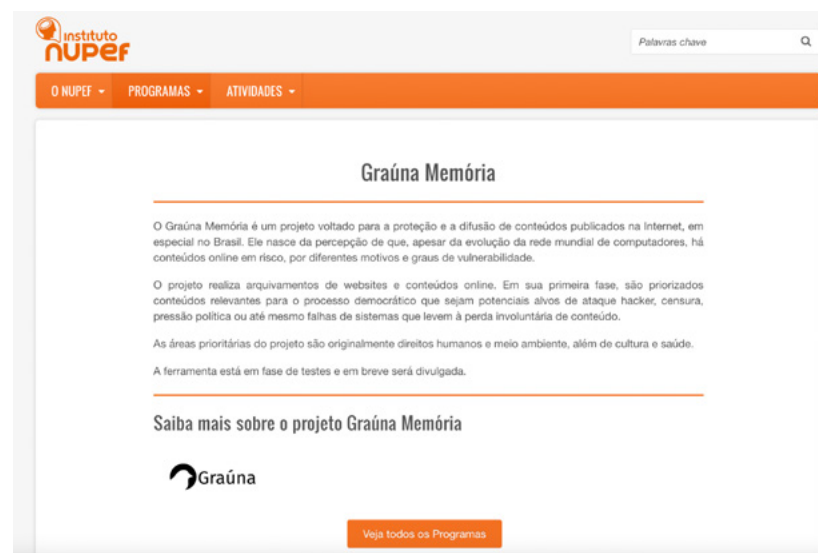 instituto
nupef
Palavras chave
O NUPEF
PROGRAMAS
ATIVIDADES
Graúna Memória
O Graúna Memória é um projeto voltado para a proteção e a difusão de conteúdos publicados na Internet, em
especial no Brasil. Ele nasce da percepção de que, apesar da evolução da rede mundial de computadores, há
conteúdos online em risco, por diferentes motivos e graus de vulnerabilidade.
O projeto realiza arquivamentos de websites e conteúdos online. Em sua primeira fase, são priorizados
conteúdos relevantes para o processo democrático que sejam potenciais alvos de ataque hacker, censura,
pressão política ou até mesmo falhas de sistemas que levem à perda involuntária de conteúdo.
As áreas prioritárias do projeto são originalmente direitos humanos e meio ambiente, além de cultura e saúde.
A ferramenta está em fase de testes e em breve será divulgada.
Saiba mais sobre o projeto Graúna Memória
Graúna
Veja todos os Programas